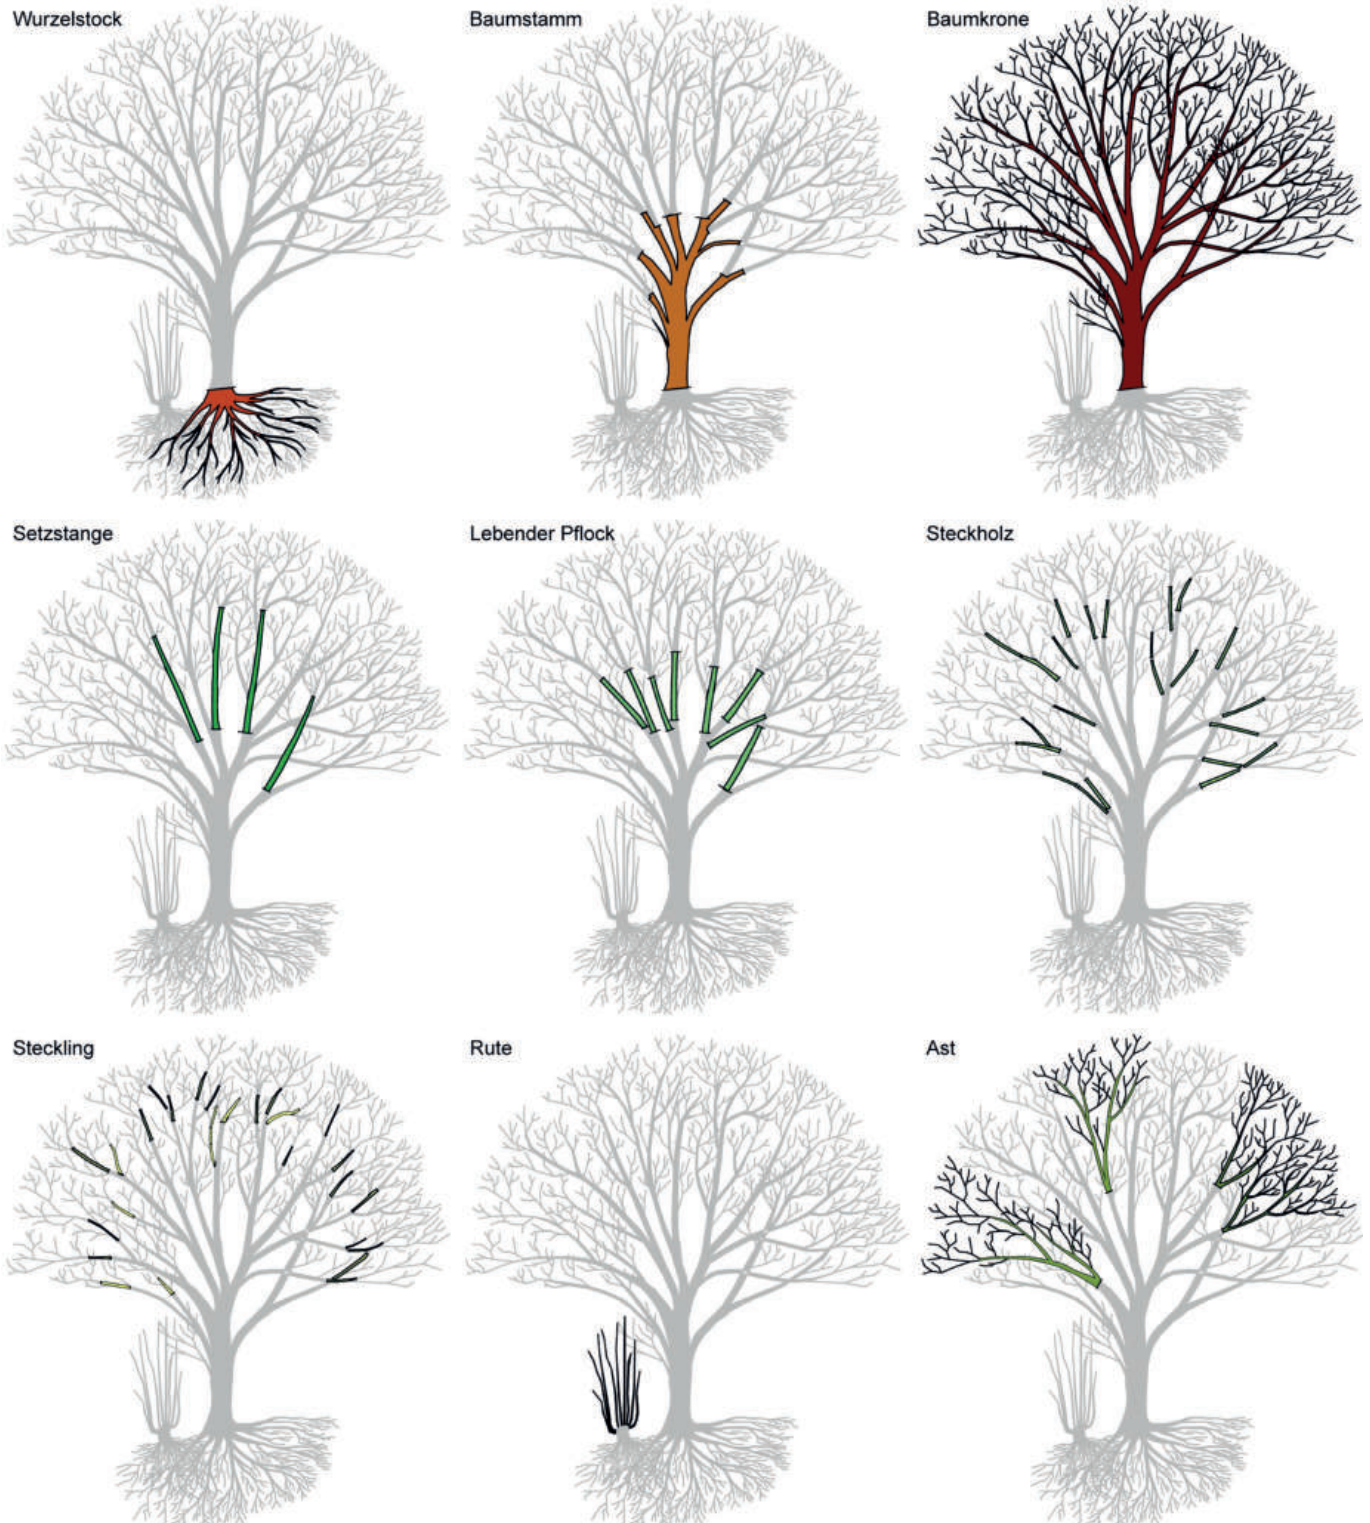 Wurzelstock
Baumstamm
Baumkrone
Setzstange
Lebender Pflock
Steckholz
Steckling
Rute
Ast